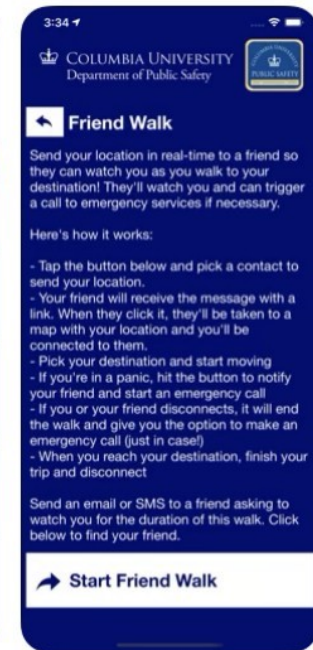 3:34
COLUMBIA UNIVERSITY
Department of Public Safety
COLUMBIA UNIVERSITY
PUBLIC SAFETY
Friend Walk
Send your location in real-time to a friend so
they can watch you as you walk to your
destination! They'll watch you and can trigger
a call to emergency services if necessary.
Here's how it works:
- Tap the button below and pick a contact to
send your location.
- Your friend will receive the message with a
link. When they click it, they'll be taken to a
map with your location and you'll be
connected to them.
- Pick your destination and start moving
- If you're in a panic, hit the button to notify
your friend and start an emergency call
- If you or your friend disconnects, it will end
the walk and give you the option to make an
emergency call (just in case!)
- When you reach your destination, finish your
trip and disconnect
Send an email or SMS to a friend asking to
watch you for the duration of this walk. Click
below to find your friend.
Start Friend Walk